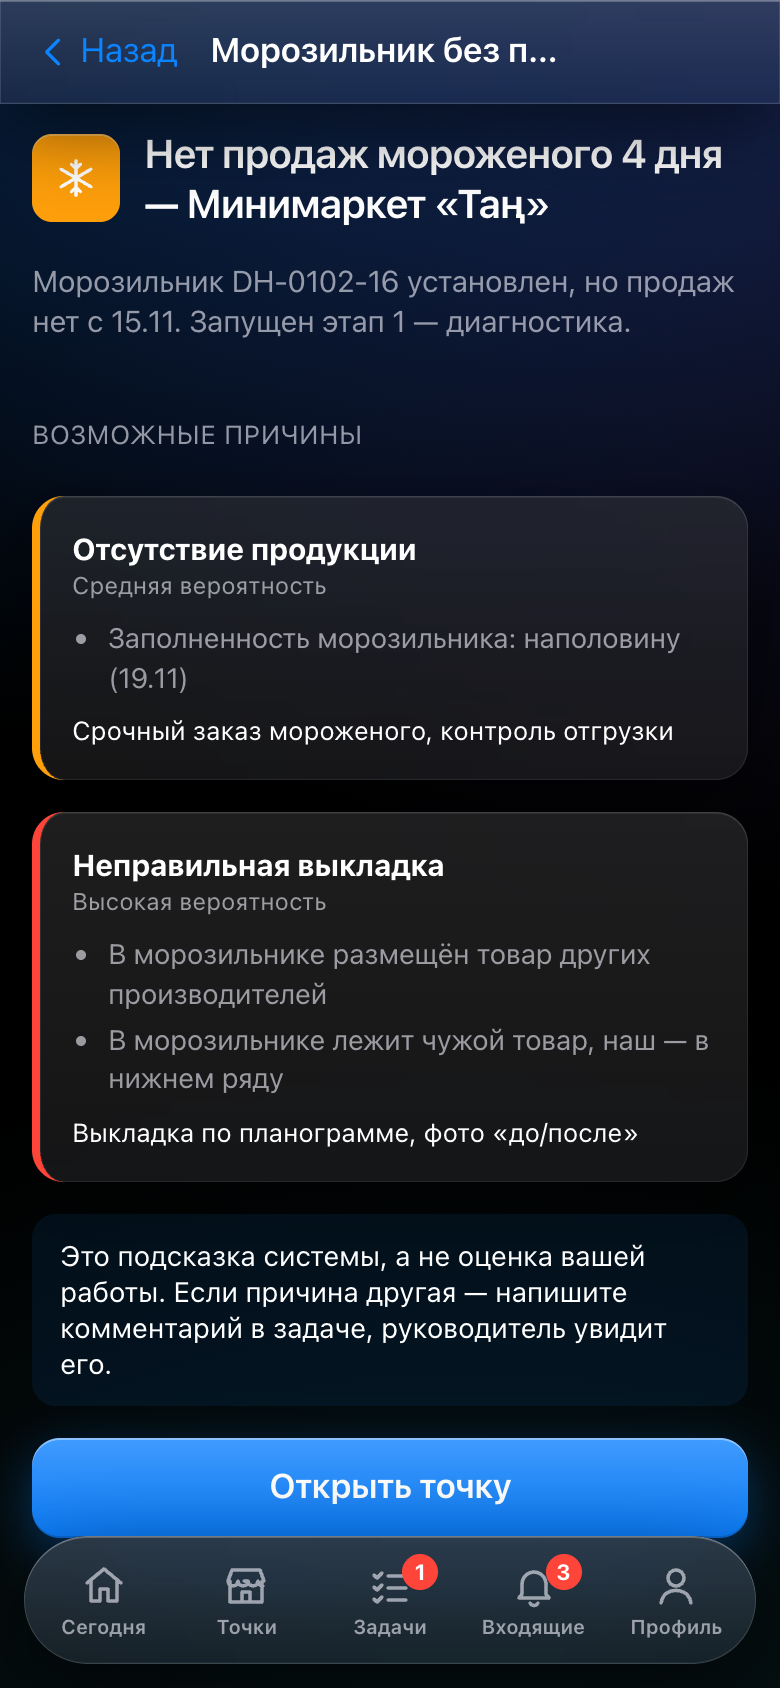 Назад
Морозильник без п...
Нет продаж мороженого 4 дня
— Минимаркет «Таң»
Морозильник DH-0102-16 установлен, но продаж
нет с 15.11. Запущен этап 1 — диагностика.
ВОЗМОЖНЫЕ ПРИЧИНЫ
Отсутствие продукции
Средняя вероятность
• Заполненность морозильника: наполовину
(19.11)
Срочный заказ мороженого, контроль отгрузки
Неправильная выкладка
Высокая вероятность
• В морозильнике размещён товар других
производителей
• В морозильнике лежит чужой товар, наш — в
нижнем ряду
Выкладка по планограмме, фото «до/после»
Это подсказка системы, а не оценка вашей
работы. Если причина другая — напишите
комментарий в задаче, руководитель увидит
его.
Открыть точку
1
3
Сегодня
Точки
Задачи
Входящие
Профиль